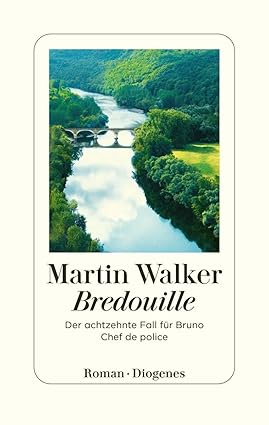 Martin Walker
Bredouille
Der achtzehnte Fall für Bruno
Chef de police
Roman · Diogenes